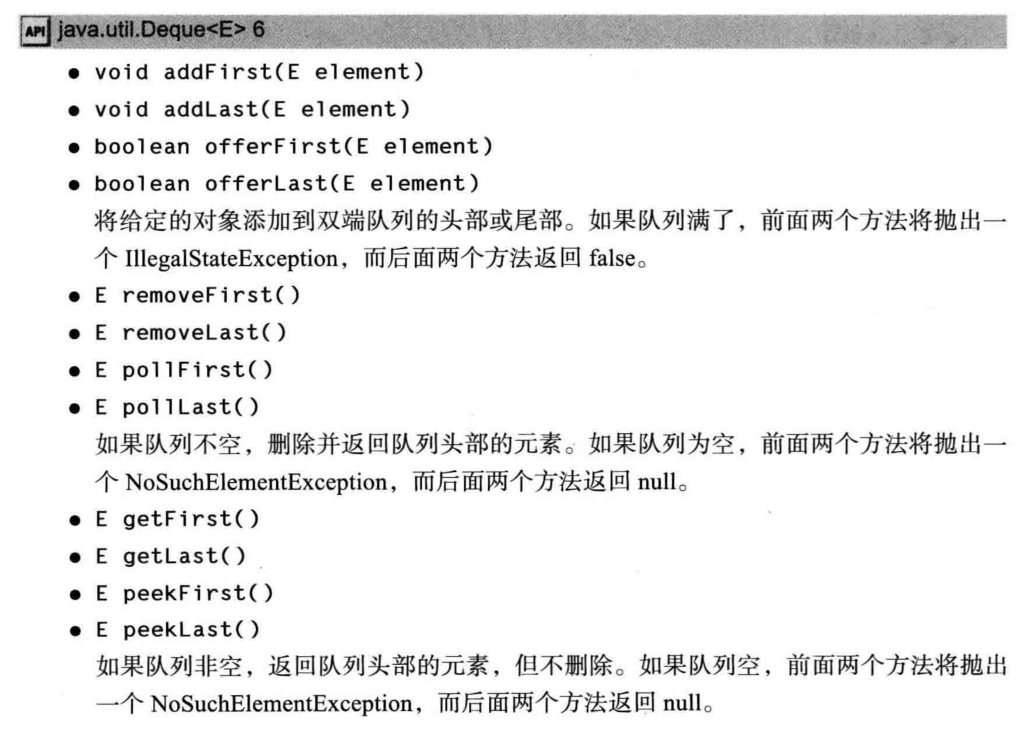 API java.util.Deque<E> 6
● void addFirst(E element)
● void addLast(E element)
● boolean offerFirst(E element)
● boolean offerLast(E element)
将给定的对象添加到双端队列的头部或尾部。如果队列满了，前面两个方法将抛出一
个 IllegalStateException，而后面两个方法返回 false。
● E removeFirst()
● E removeLast()
● E pollFirst()
● E pollLast()
如果队列不空，删除并返回队列头部的元素。如果队列为空，前面两个方法将抛出一
个 NoSuchElementException，而后面两个方法返回 null。
● E getFirst()
● E getLast()
● E peekFirst()
● E peekLast()
如果队列非空，返回队列头部的元素，但不删除。如果队列空，前面两个方法将抛出
一个 NoSuchElementException，而后面两个方法返回 null。